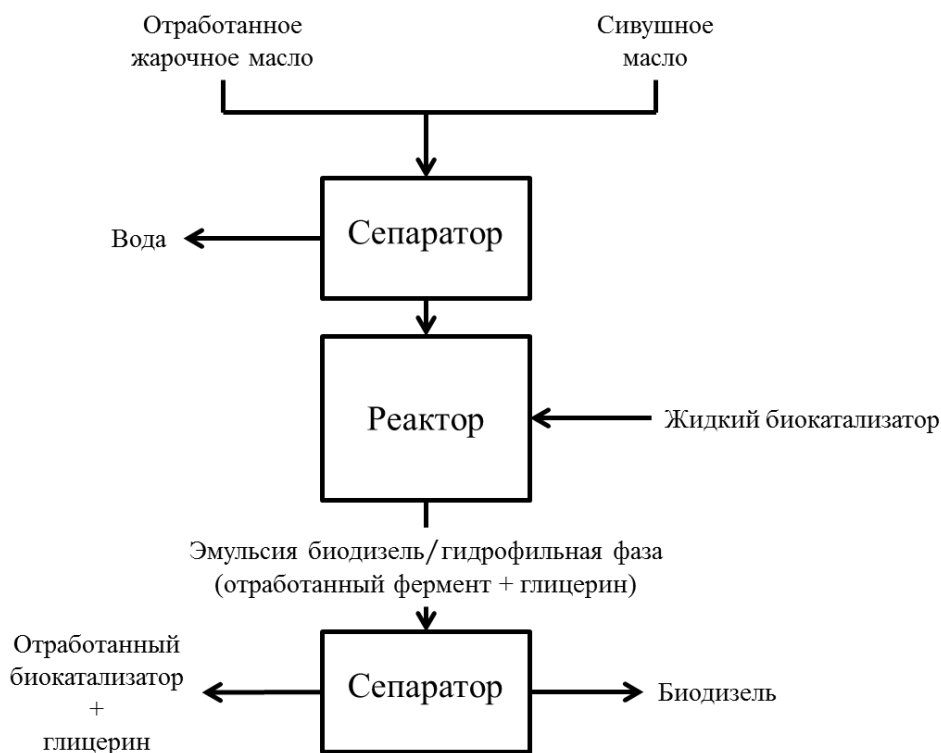 Отработанное
жарочное масло
Сивушное
масло
Сепаратор
Вода
Реактор
Жидкий биокатализатор
Эмульсия биодизель/гидрофильная фаза
(отработанный фермент + глицерин)
Отработанный
биокатализатор
+
глицерин
Сепаратор
Биодизель